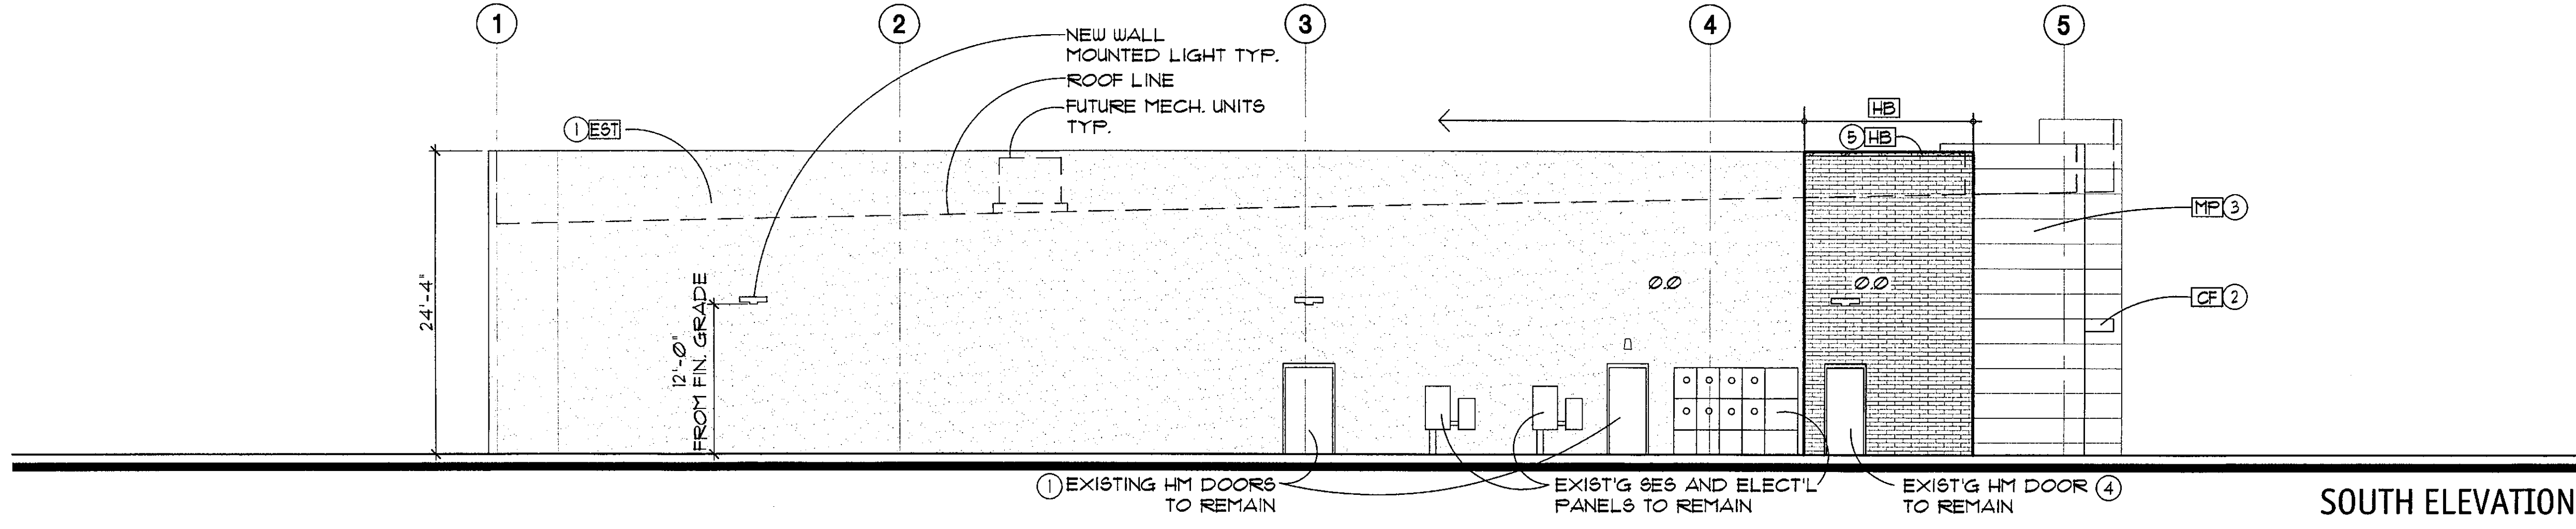 1
2
3
4
5
NEW WALL
MOUNTED LIGHT TYP.
ROOF LINE
FUTURE MECH. UNITS
TYP.
1 EST
HB
5 HB
MP 3
CF 2
24'-4"
12'-0"
FROM FIN. GRADE
0.0
0.0
1 EXISTING HM DOORS
TO REMAIN
EXIST'G SES AND ELECT'L
PANELS TO REMAIN
EXIST'G HM DOOR 4
TO REMAIN
SOUTH ELEVATION